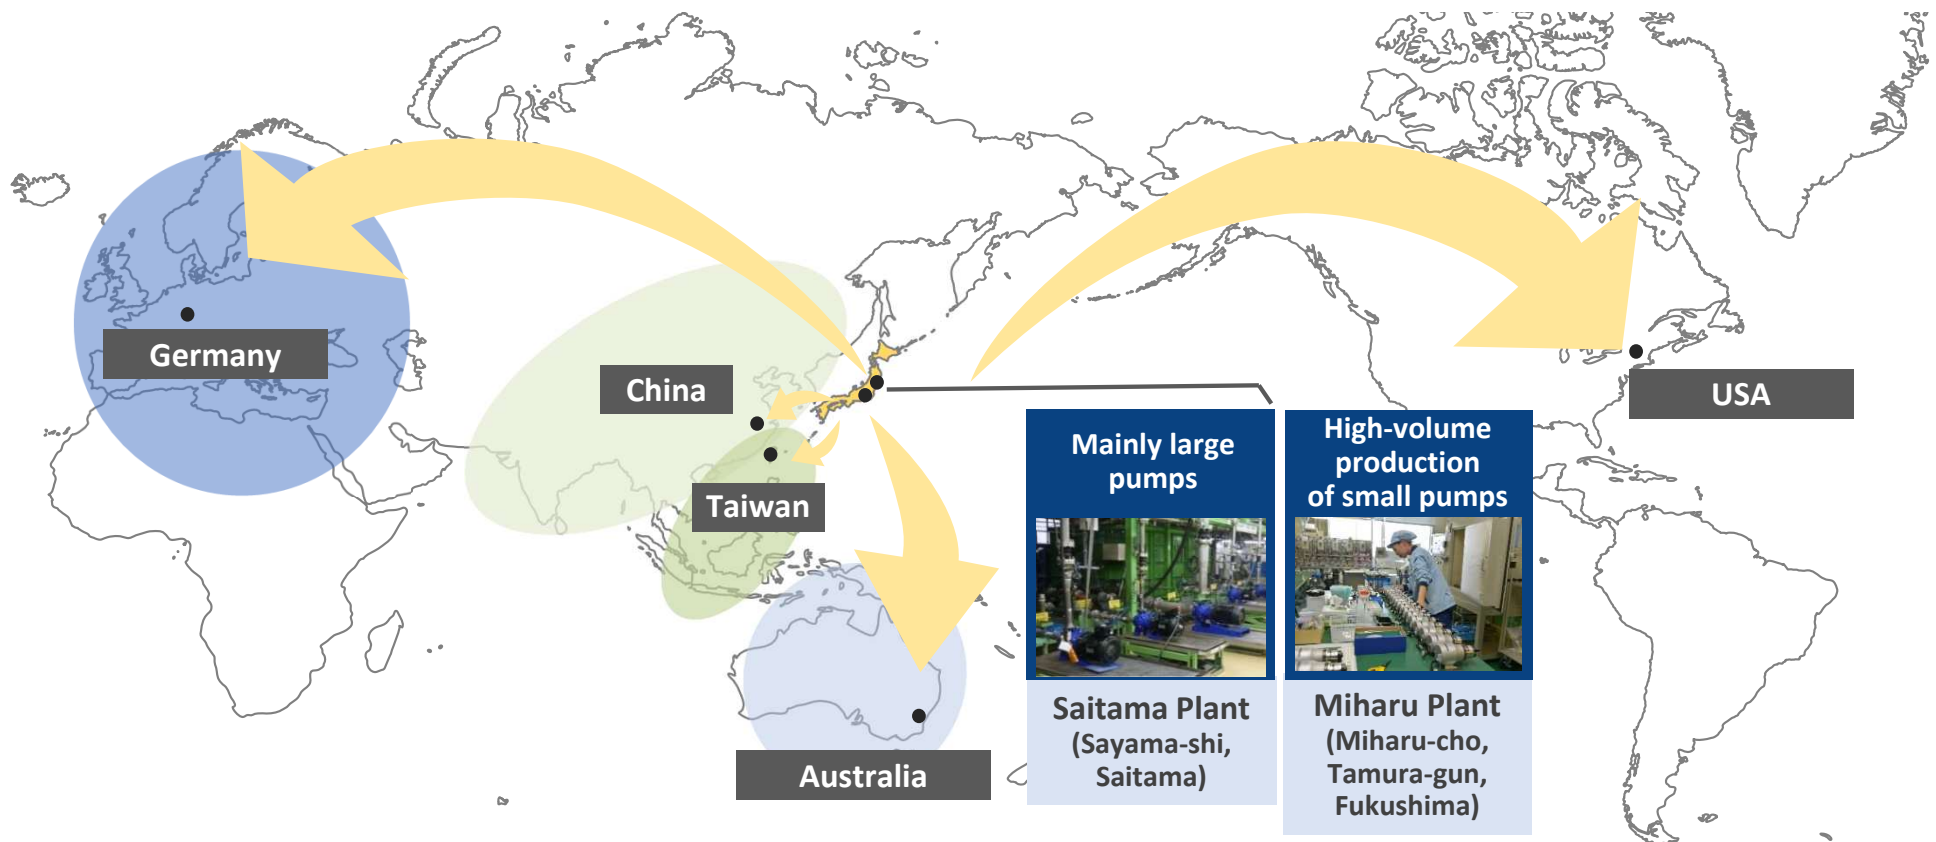 Germany
China
Taiwan
Australia
USA
Mainly large
pumps
Saitama Plant
(Sayama-shi,
Saitama)
High-volume
production
of small pumps
Miharu Plant
(Miharu-cho,
Tamura-gun,
Fukushima)